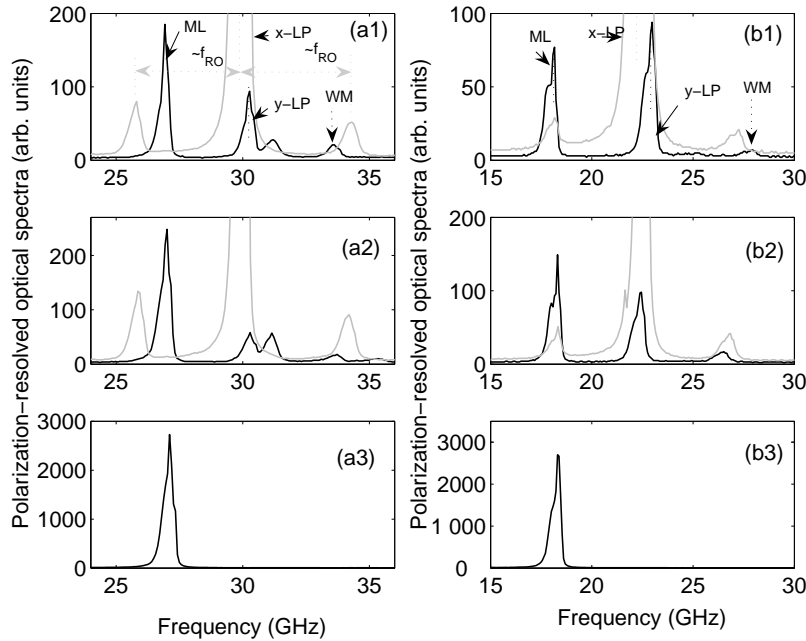 Polarization−resolved optical spectra (arb. units)
200
100
0
ML
x−LP
(a1)
~f_RO
~f_RO
y−LP
WM
25
30
35
200
100
0
(a2)
25
30
35
3000
2000
1000
0
(a3)
25
30
35
Frequency (GHz)
Polarization−resolved optical spectra (arb. units)
100
50
0
ML
x−LP
(b1)
y−LP
WM
15
20
25
30
200
100
0
(b2)
15
20
25
30
3000
2000
1 000
0
(b3)
15
20
25
30
Frequency (GHz)